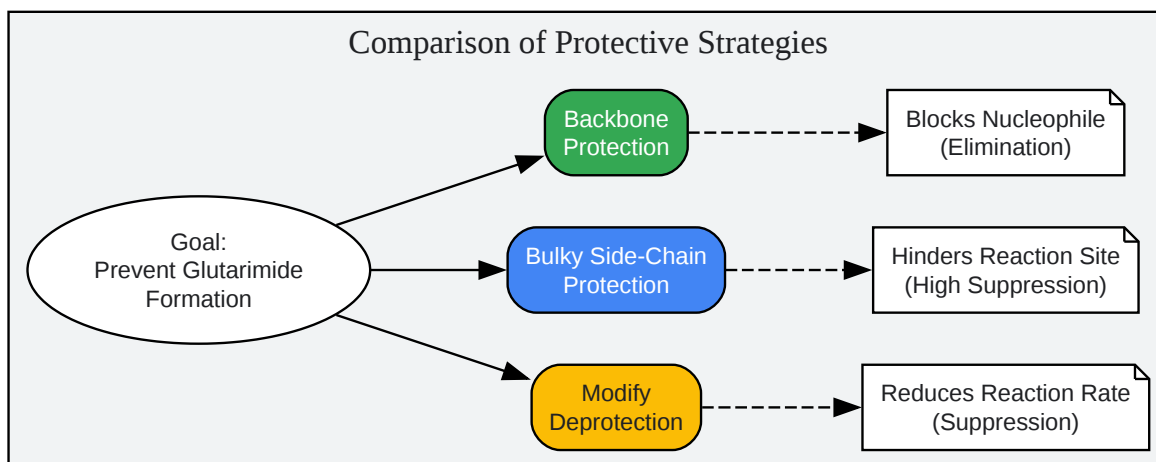 Comparison of Protective Strategies
Goal:
Prevent Glutarimide
Formation
Backbone
Protection
Blocks Nucleophile
(Elimination)
Bulky Side-Chain
Protection
Hinders Reaction Site
(High Suppression)
Modify
Deprotection
Reduces Reaction Rate
(Suppression)